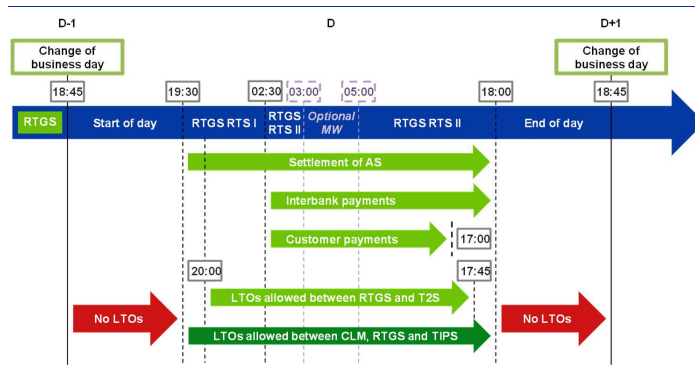 D-1
D
D+1
Change of
business day
Change of
business day
18:45
19:30
02:30
03:00
05:00
18:00
18:45
RTGS
Start of day
RTGS RTS I
RTGS
RTS II
Optional
MW
RTGS RTS II
End of day
Settlement of AS
Interbank payments
Customer payments
17:00
20:00
17:45
LTOs allowed between RTGS and T2S
No LTOs
No LTOs
LTOs allowed between CLM, RTGS and TIPS